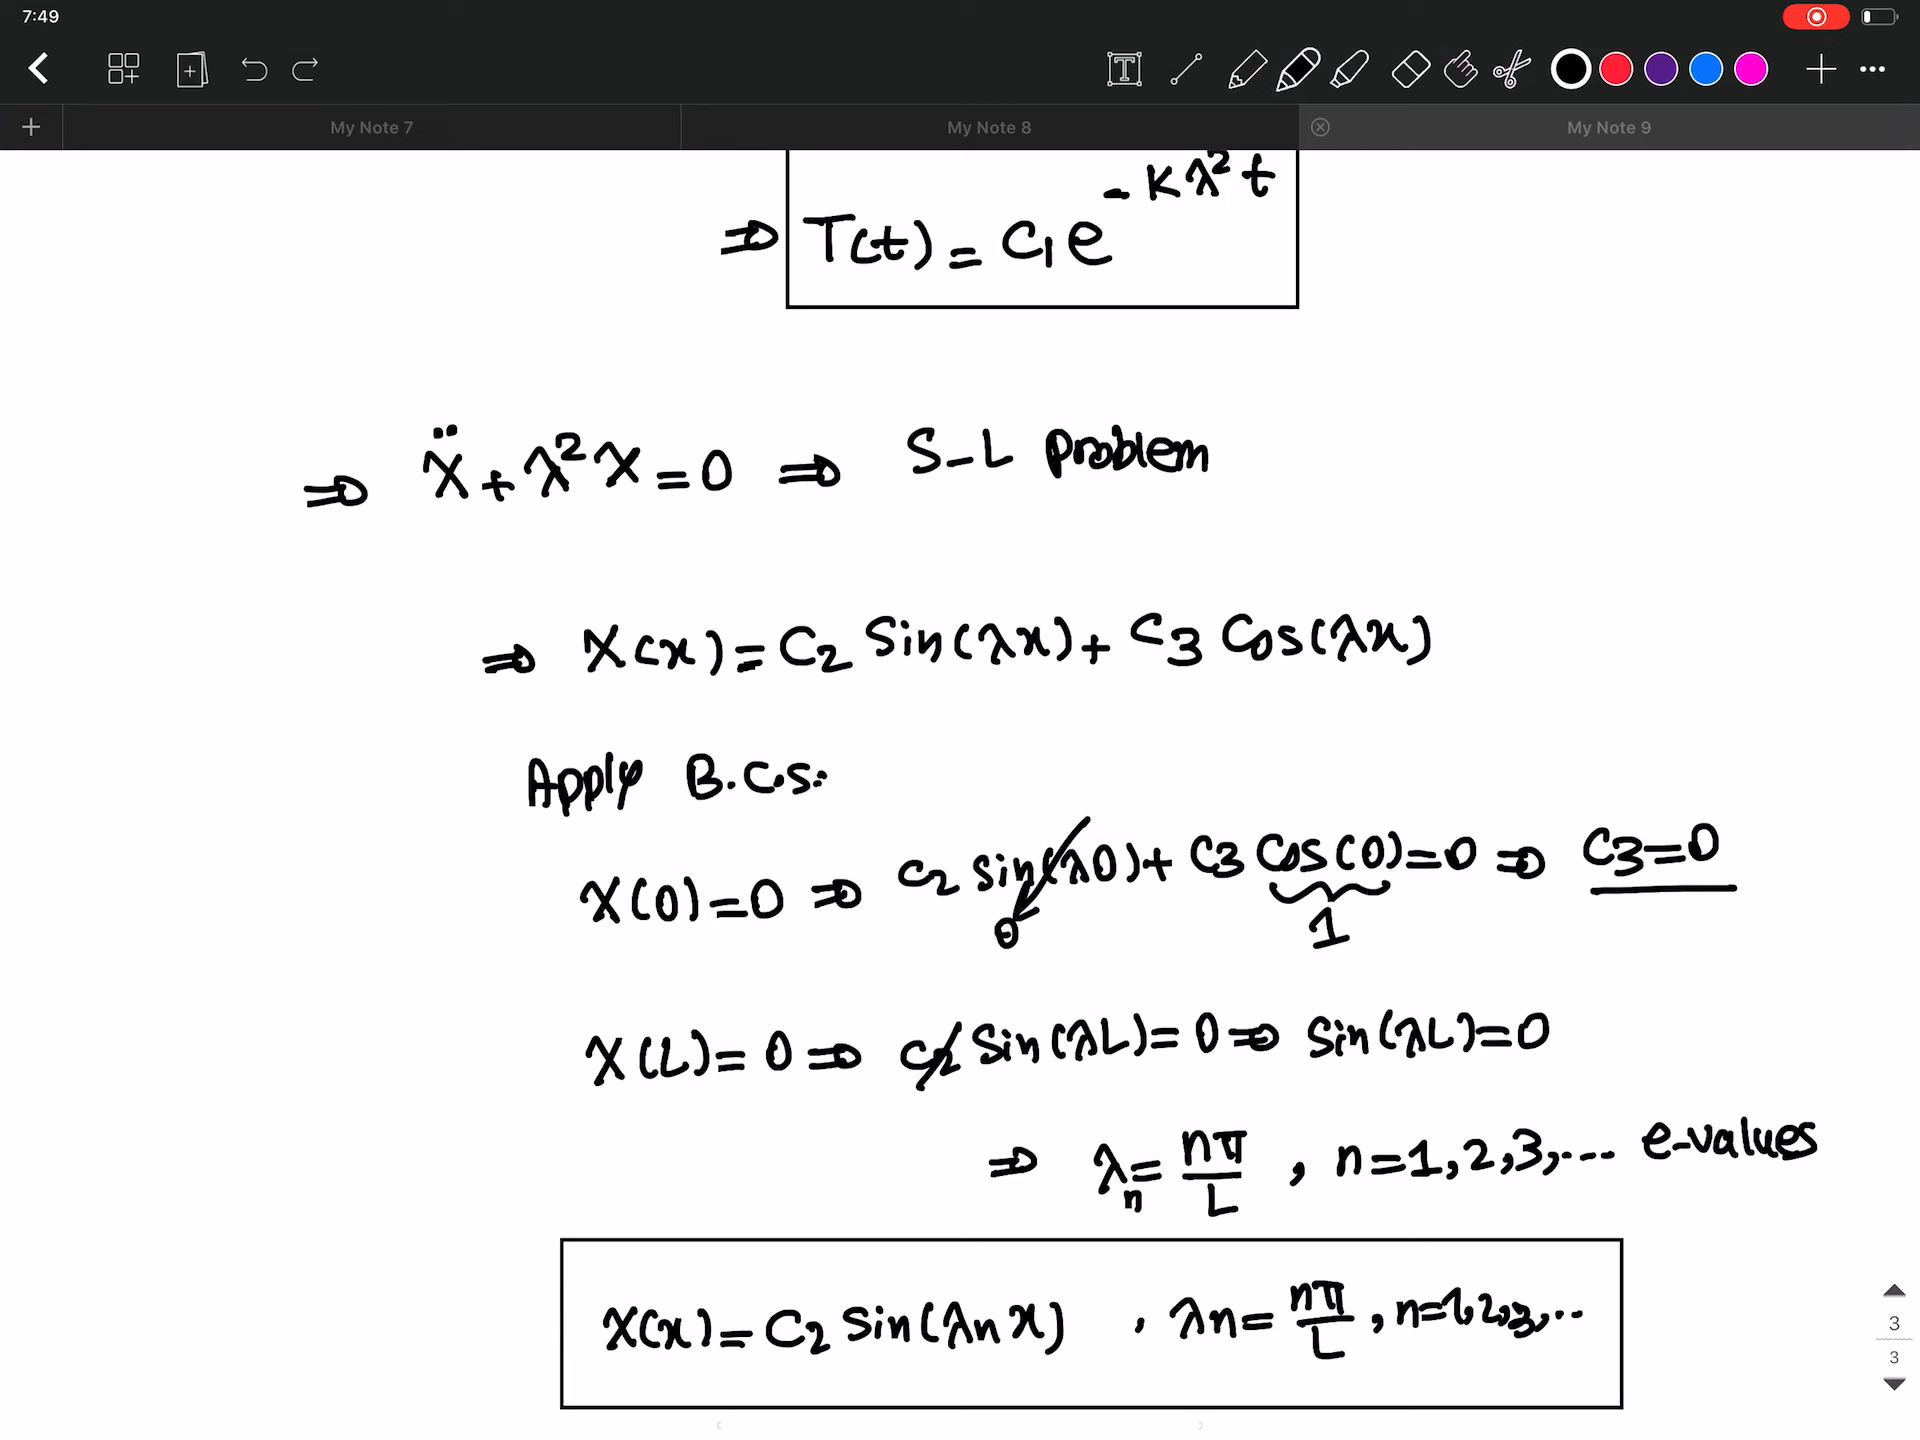 7:49
My Note 7 My Note 8 My Note 9
⇒ T(t) = C₁e^(-Kλ²t)
⇒ Ẍ + λ²X = 0 ⇒ S-L Problem
⇒ X(x) = C₂ Sin(λx) + C₃ Cos(λx)
Apply B.C.s:
X(0) = 0 ⇒ C₂ Sin(λ0) + C₃ Cos(0) = 0 ⇒ C₃ = 0
0 1
X(L) = 0 ⇒ C₂ Sin(λL) = 0 ⇒ Sin(λL) = 0
⇒ λₙ = nπ/L , n=1,2,3,... e-values
X(x) = C₂ Sin(λn x) , λn = nπ/L , n=1,2,3,...
3
3